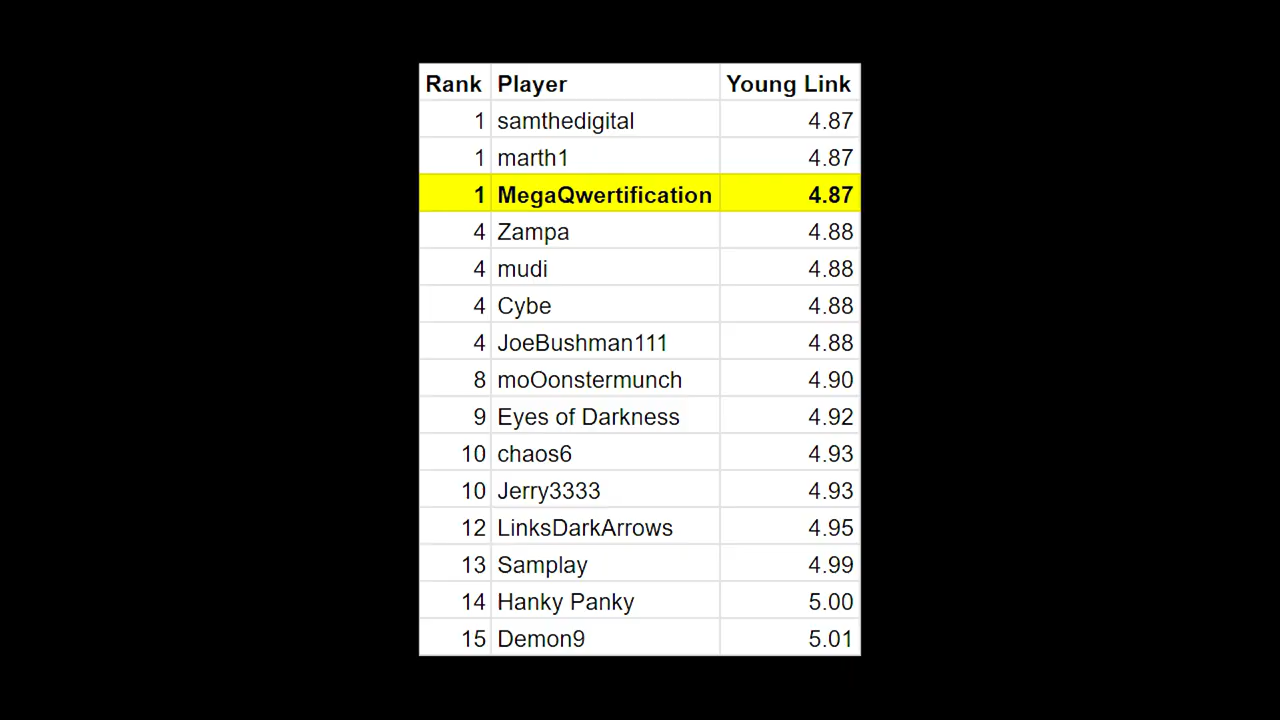 Rank Player Young Link
1 samthedigital 4.87
1 marth1 4.87
1 MegaQwertification 4.87
4 Zampa 4.88
4 mudi 4.88
4 Cybe 4.88
4 JoeBushman111 4.88
8 moOonstermunch 4.90
9 Eyes of Darkness 4.92
10 chaos6 4.93
10 Jerry3333 4.93
12 LinksDarkArrows 4.95
13 Samplay 4.99
14 Hanky Panky 5.00
15 Demon9 5.01